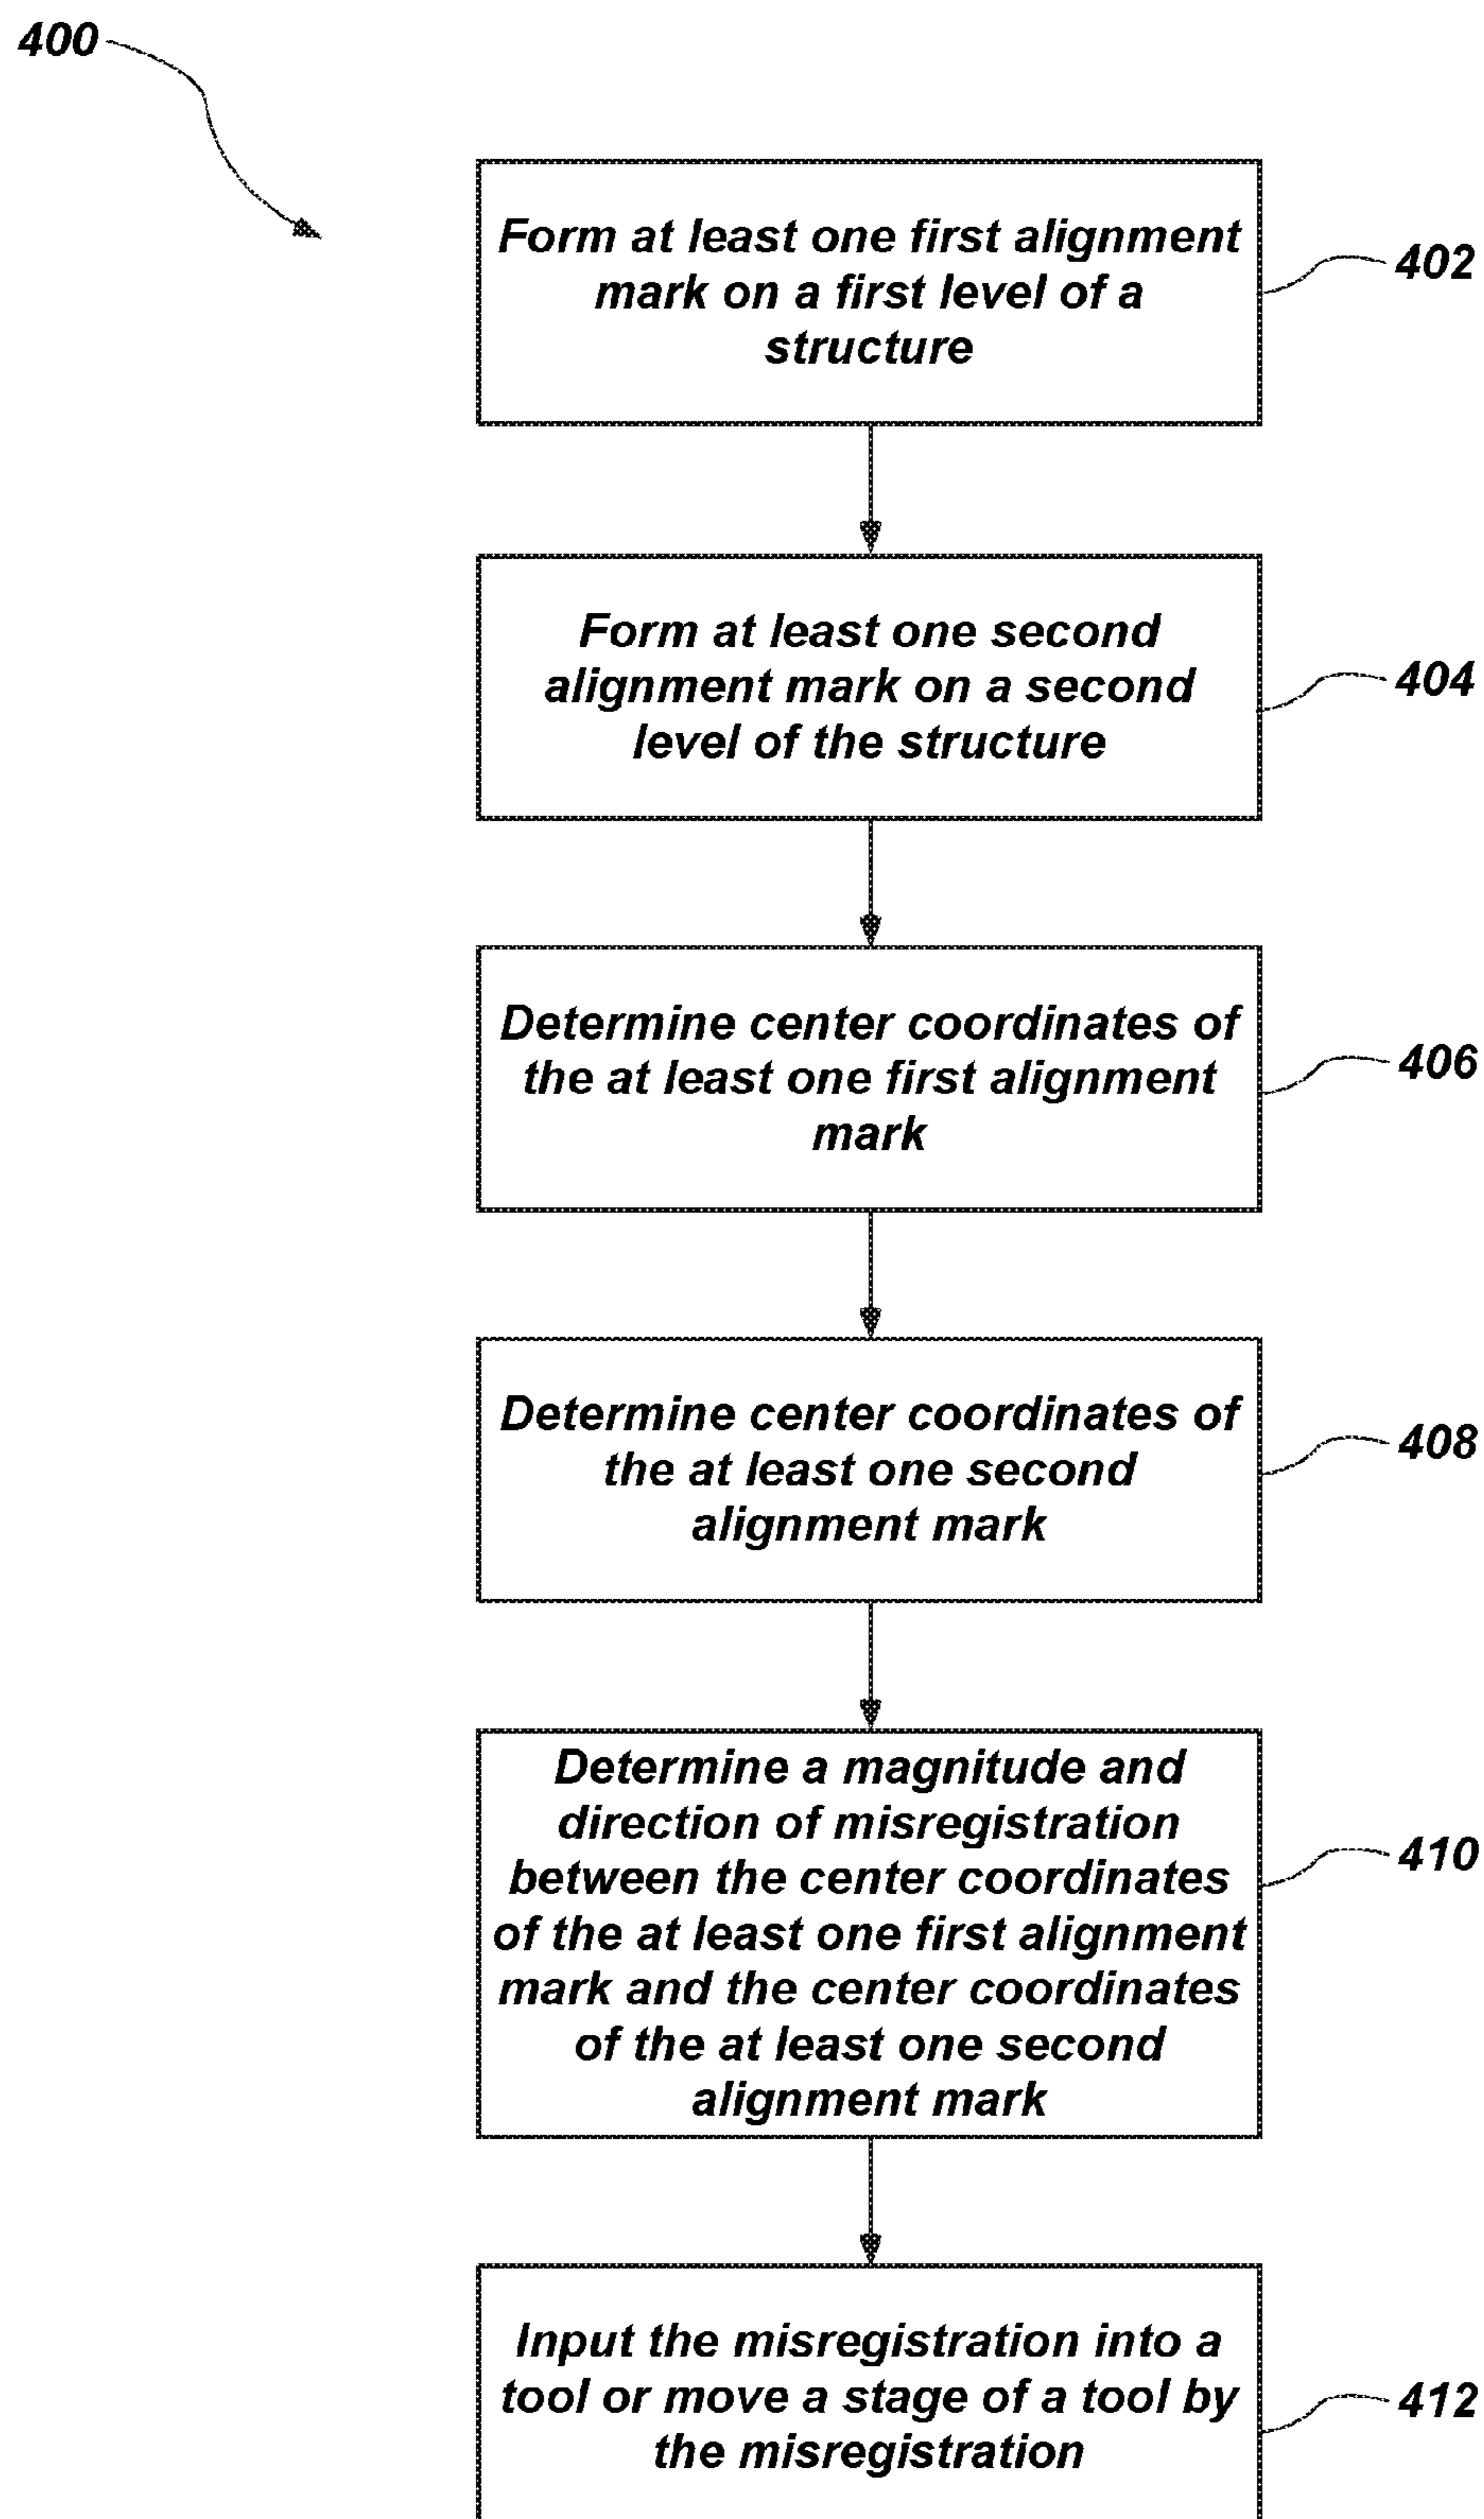 400
Form at least one first alignment
mark on a first level of a
structure
402
Form at least one second
alignment mark on a second
level of the structure
404
Determine center coordinates of
the at least one first alignment
mark
406
Determine center coordinates of
the at least one second
alignment mark
408
Determine a magnitude and
direction of misregistration
between the center coordinates
of the at least one first alignment
mark and the center coordinates
of the at least one second
alignment mark
410
Input the misregistration into a
tool or move a stage of a tool by
the misregistration
412